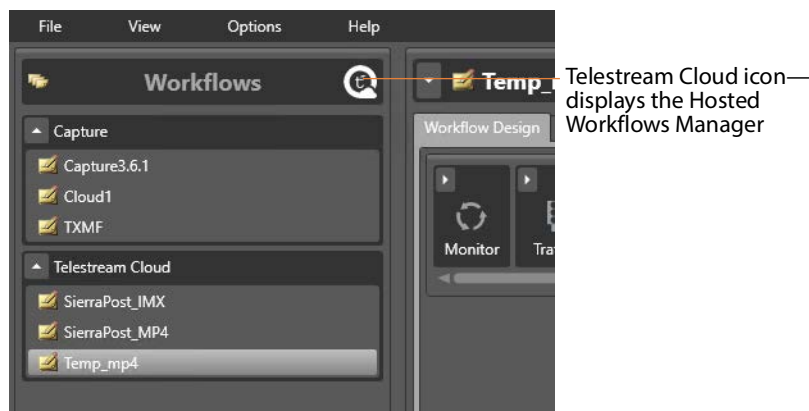 File View Options Help
Workflows
Capture
Capture3.6.1
Cloud1
TXMF
Telestream Cloud
SierraPost_IMX
SierraPost_MP4
Temp_mp4
Temp_
Workflow Design
Monitor
Telestream Cloud icon—
displays the Hosted
Workflows Manager